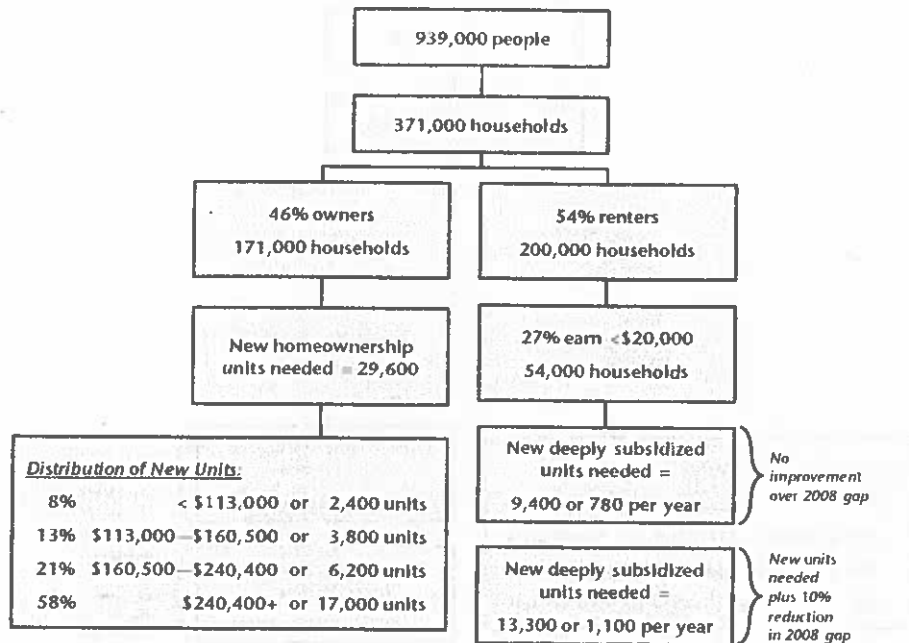 939,000 people
371,000 households
46% owners
171,000 households
54% renters
200,000 households
New homeownership
units needed = 29,600
27% earn <$20,000
54,000 households
Distribution of New Units:
8% < $113,000 or 2,400 units
13% $113,000—$160,500 or 3,800 units
21% $160,500—$240,400 or 6,200 units
58% $240,400+ or 17,000 units
New deeply subsidized
units needed =
9,400 or 780 per year
No
improvement
over 2008 gap
New deeply subsidized
units needed =
13,300 or 1,100 per year
New units
needed
plus 10%
reduction
in 2008 gap